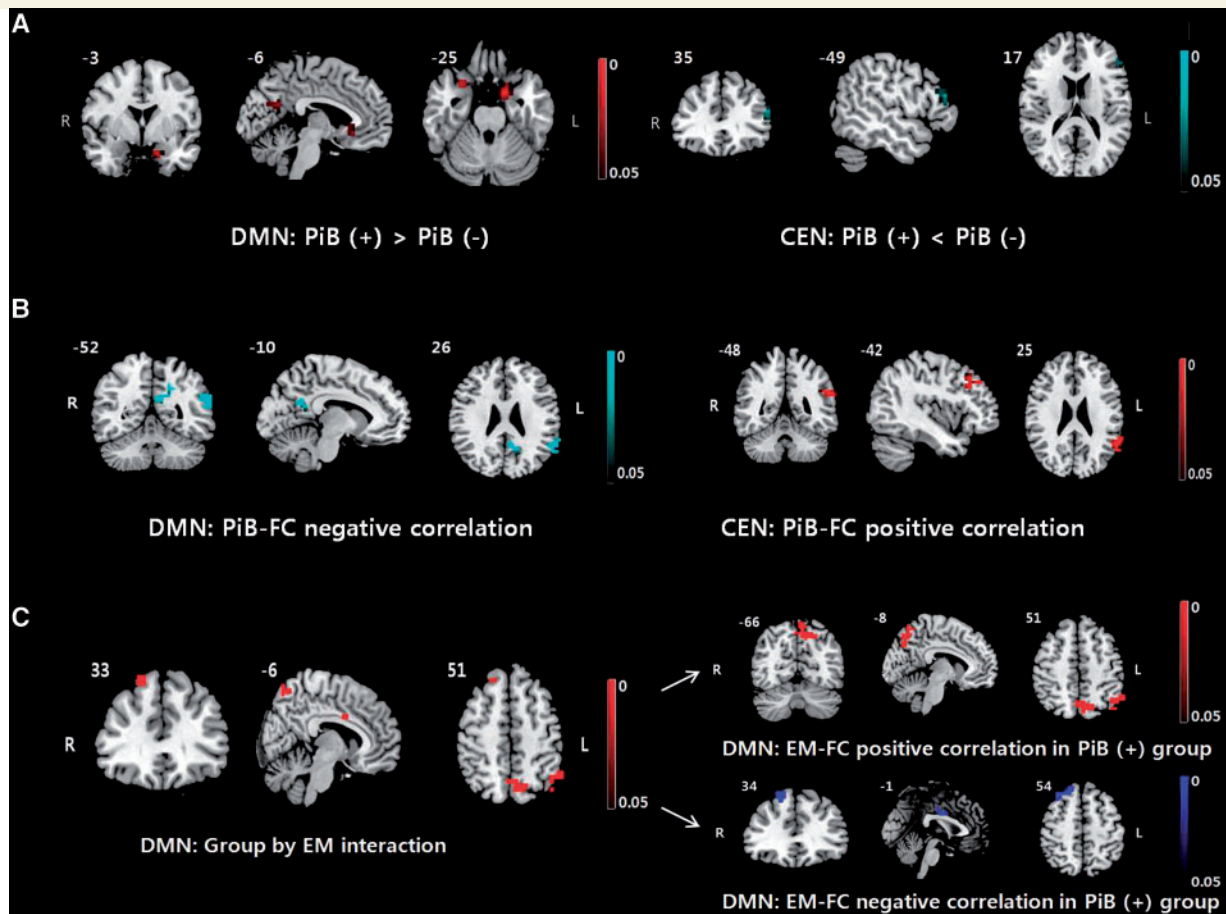 A
-3
-6
-25
0
R
L
0.05
DMN: PiB (+) > PiB (-)
35
-49
17
0
R
L
0.05
CEN: PiB (+) < PiB (-)
B
-52
-10
26
0
R
L
0.05
DMN: PiB-FC negative correlation
-48
-42
25
0
R
L
0.05
CEN: PiB-FC positive correlation
C
33
-6
51
0
R
L
0.05
DMN: Group by EM interaction
-66
-8
51
0
R
L
0.05
DMN: EM-FC positive correlation in PiB (+) group
34
-1
54
0
R
L
0.05
DMN: EM-FC negative correlation in PiB (+) group